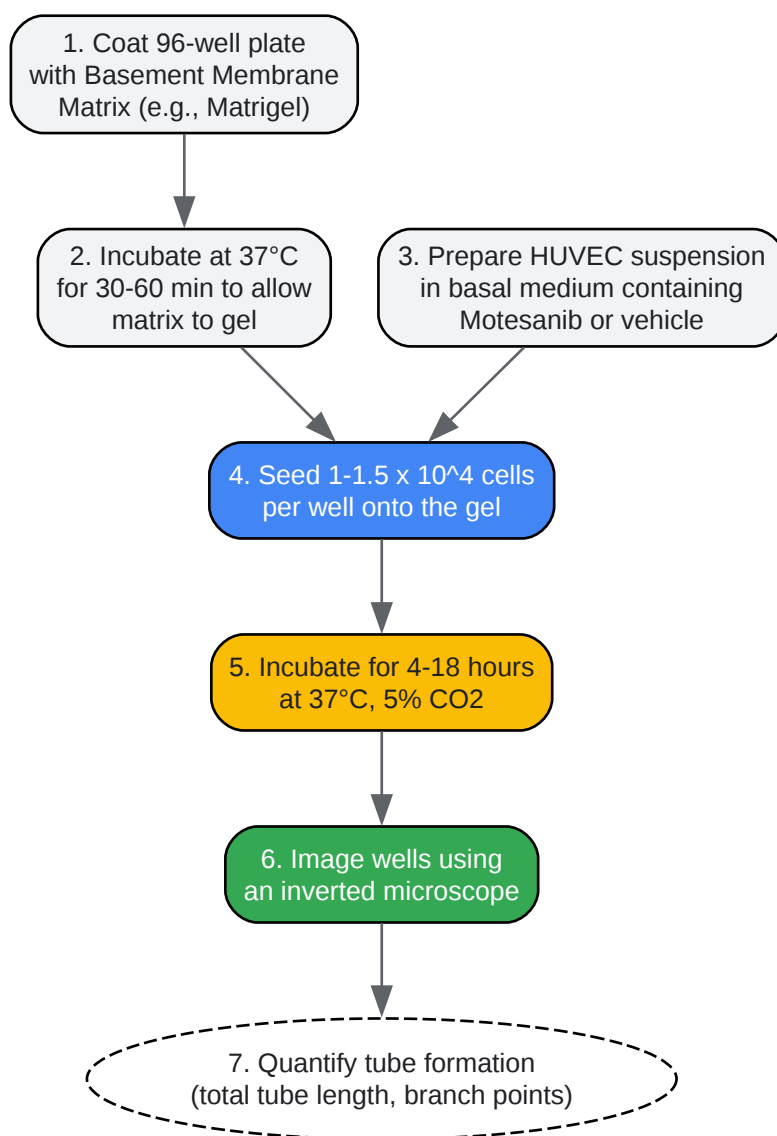 1. Coat 96-well plate
with Basement Membrane
Matrix (e.g., Matrigel)
2. Incubate at 37°C
for 30-60 min to allow
matrix to gel
3. Prepare HUVEC suspension
in basal medium containing
Motesanib or vehicle
4. Seed 1-1.5 x 10^4 cells
per well onto the gel
5. Incubate for 4-18 hours
at 37°C, 5% CO2
6. Image wells using
an inverted microscope
7. Quantify tube formation
(total tube length, branch points)